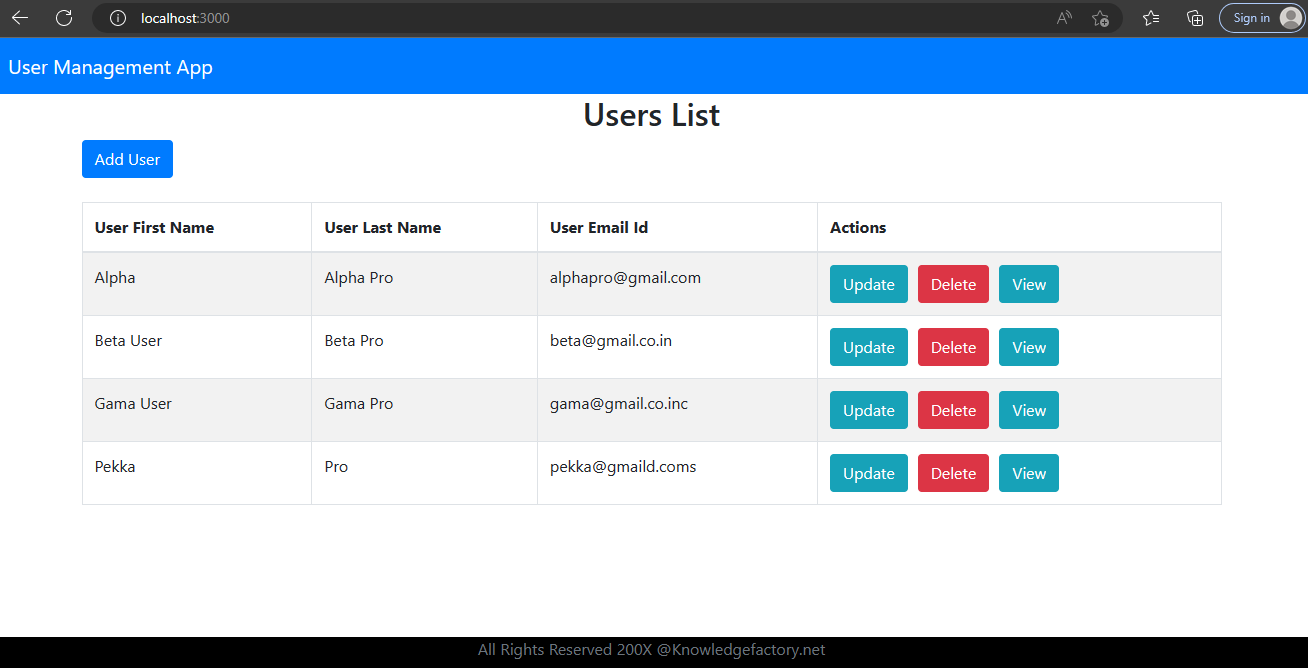 localhost:3000 Sign in
User Management App
Users List
Add User
User First Name User Last Name User Email Id Actions
Alpha Alpha Pro alphapro@gmail.com Update Delete View
Beta User Beta Pro beta@gmail.co.in Update Delete View
Gama User Gama Pro gama@gmail.co.inc Update Delete View
Pekka Pro pekka@gmaild.coms Update Delete View
All Rights Reserved 200X @Knowledgefactory.net